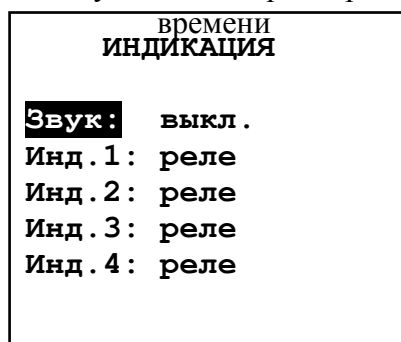 времени
ИНДИКАЦИЯ
Звук: выкл.
Инд.1: реле
Инд.2: реле
Инд.3: реле
Инд.4: реле